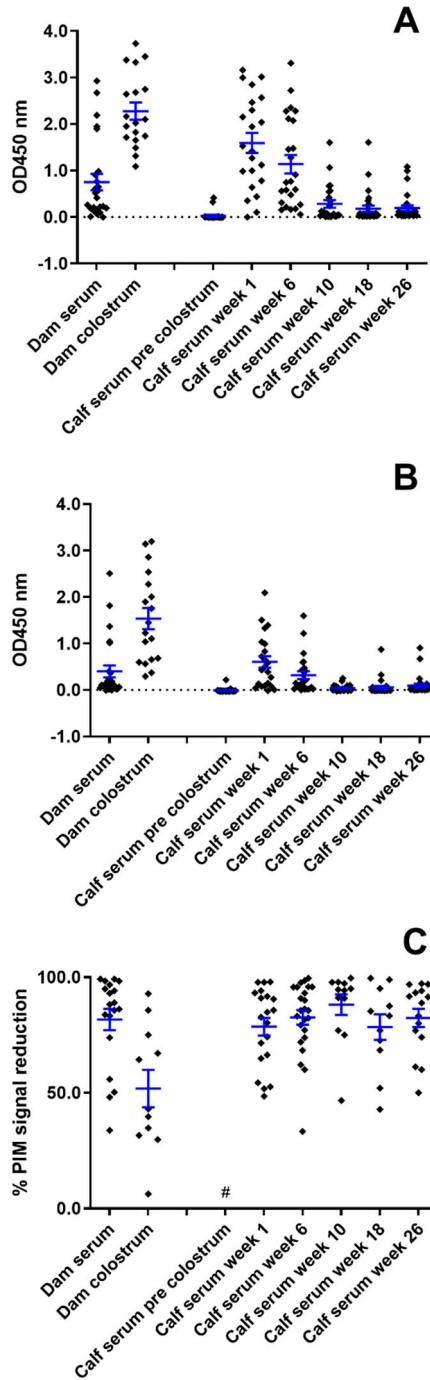 A
OD450 nm
4.0
3.0
2.0
1.0
0.0
-1.0
Dam serum
Dam colostrum
Calf serum pre colostrum
Calf serum week 1
Calf serum week 6
Calf serum week 10
Calf serum week 18
Calf serum week 26
B
OD450 nm
4.0
3.0
2.0
1.0
0.0
-1.0
Dam serum
Dam colostrum
Calf serum pre colostrum
Calf serum week 1
Calf serum week 6
Calf serum week 10
Calf serum week 18
Calf serum week 26
C
% PIM signal reduction
100.0
50.0
0.0
#
Dam serum
Dam colostrum
Calf serum pre colostrum
Calf serum week 1
Calf serum week 6
Calf serum week 10
Calf serum week 18
Calf serum week 26